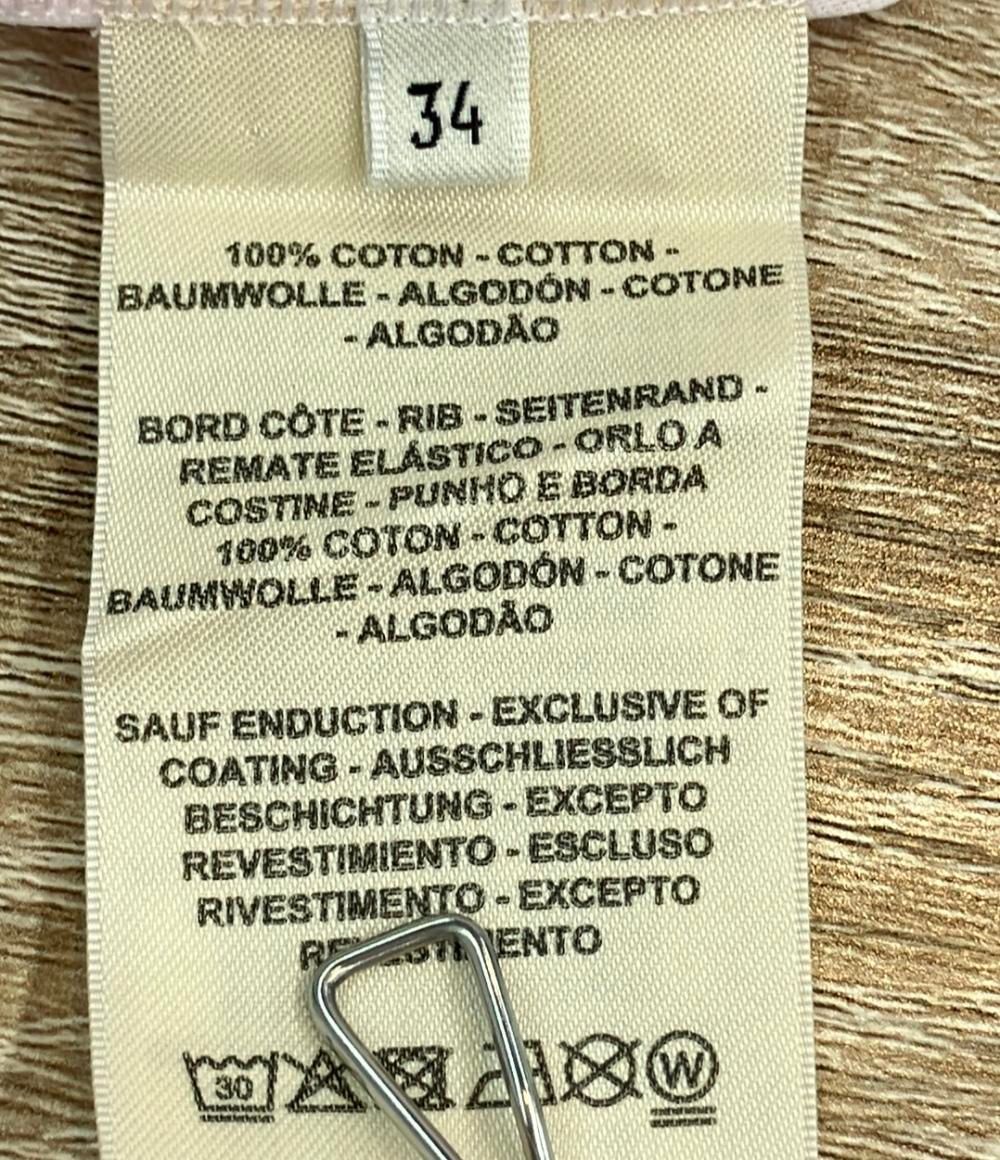 34
100% COTON - COTTON -
BAUMWOLLE - ALGODÓN - COTONE
- ALGODÃO
BORD CÔTE - RIB - SEITENRAND -
REMATE ELÁSTICO - ORLO A
COSTINE - PUNHO E BORDA
100% COTON - COTTON -
BAUMWOLLE - ALGODÓN - COTONE
- ALGODÃO
SAUF ENDUCTION - EXCLUSIVE OF
COATING - AUSSCHLIESSLICH
BESCHICHTUNG - EXCEPTO
REVESTIMIENTO - ESCLUSO
RIVESTIMENTO - EXCEPTO
30 W